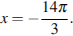 x = −14π/3.